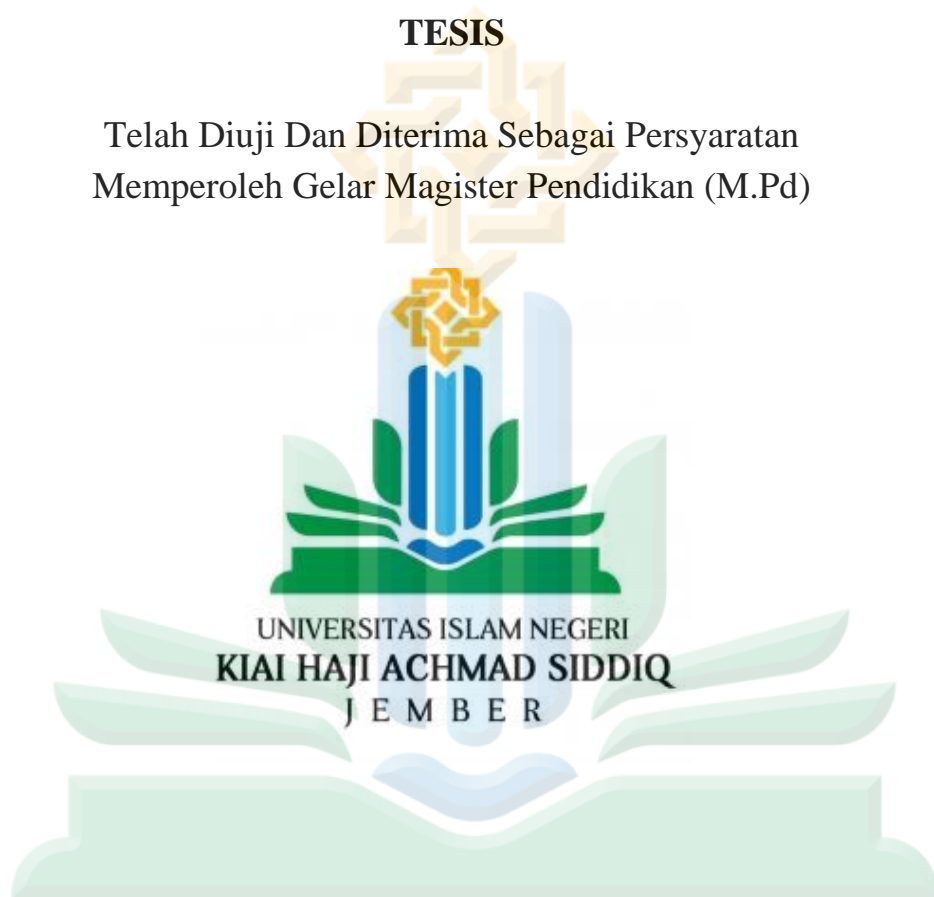 TESIS
Telah Diuji Dan Diterima Sebagai Persyaratan
Memperoleh Gelar Magister Pendidikan (M.Pd)
UNIVERSITAS ISLAM NEGERI
KIAI HAJI ACHMAD SIDDIQ
JEMBER